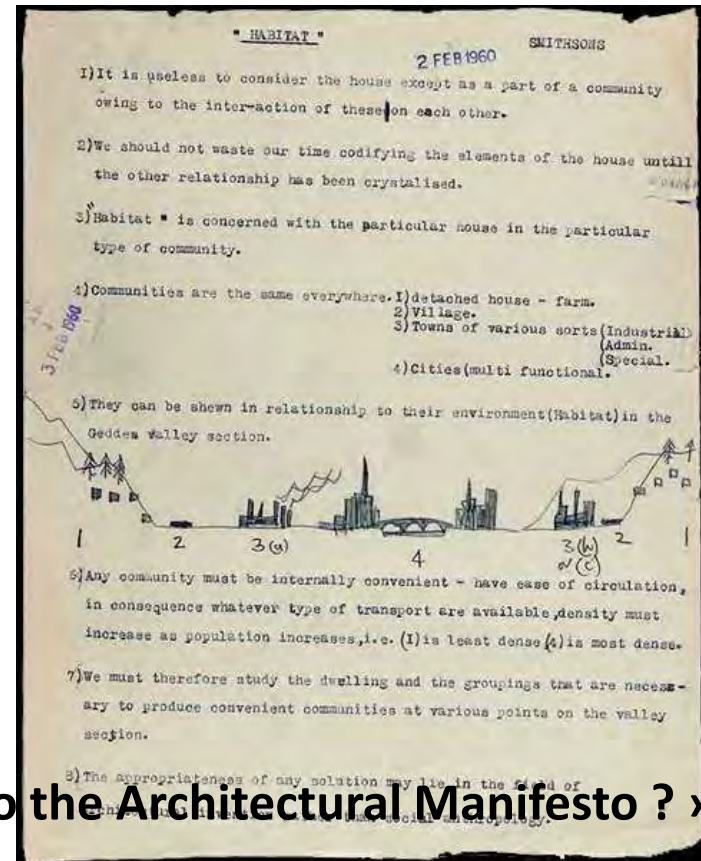 " HABITAT "
SMITHSONS
2 FEB 1960
I)It is useless to consider the house except as a part of a community
owing to the inter-action of these on each other.
2)We should not waste our time codifying the elements of the house untill
the other relationship has been crystalised.
3)"Habitat " is concerned with the particular house in the particular
type of community.
4)Communities are the same everywhere. I)detached house - farm.
2)Village.
3)Towns of various sorts(Industrial)
(Admin.
(Special.
4)Cities(multi functional.
3 FEB 1960
5)They can be shewn in relationship to their environment(Habitat)in the
Geddes Valley section.
1 2 3(a) 4 3(b) 2 1
or (c)
6)Any community must be internally convenient - have ease of circulation,
in consequence whatever type of transport are available,density must
increase as population increases,i.e. (I)is least dense(4)is most dense.
7)We must therefore study the dwelling and the groupings that are necess-
ary to produce convenient communities at various points on the valley
section.
8)The appropriateness of any solution may lie in the field of
social anthropology.
o the Architectural Manifesto ? »